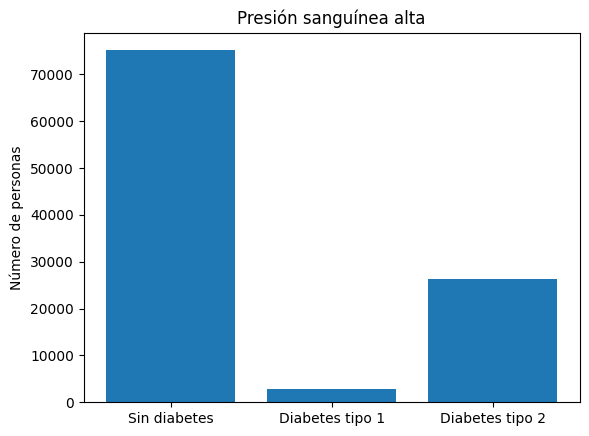 Presión sanguínea alta
Número de personas
70000
60000
50000
40000
30000
20000
10000
0
Sin diabetes
Diabetes tipo 1
Diabetes tipo 2